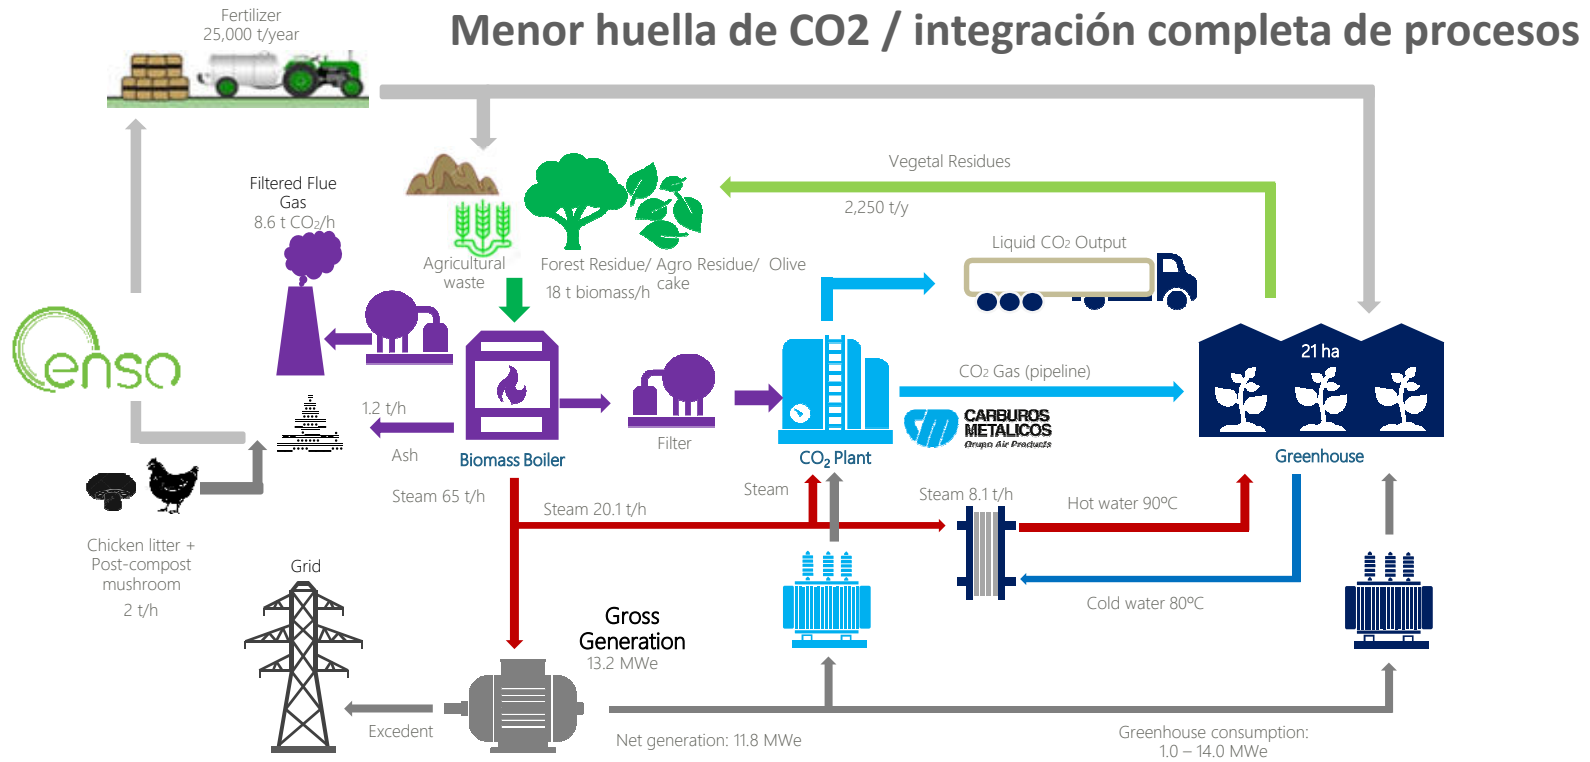 Menor huella de CO2 / integración completa de procesos
Fertilizer
25,000 t/year
Vegetal Residues
2,250 t/y
Filtered Flue
Gas
8.6 t CO₂/h
Liquid CO₂ Output
Agricultural
waste
Forest Residue/ Agro Residue/ Olive
cake
18 t biomass/h
enso
21 ha
CO₂ Gas (pipeline)
CARBUROS
METALICOS
Grupo Air Products
1.2 t/h
Ash
Filter
Biomass Boiler
CO₂ Plant
Greenhouse
Steam 65 t/h
Steam 20.1 t/h
Steam
Steam 8.1 t/h
Hot water 90ºC
Cold water 80ºC
Chicken litter +
Post-compost
mushroom
2 t/h
Grid
Gross
Generation
13.2 MWe
Excedent
Net generation: 11.8 MWe
Greenhouse consumption:
1.0 – 14.0 MWe